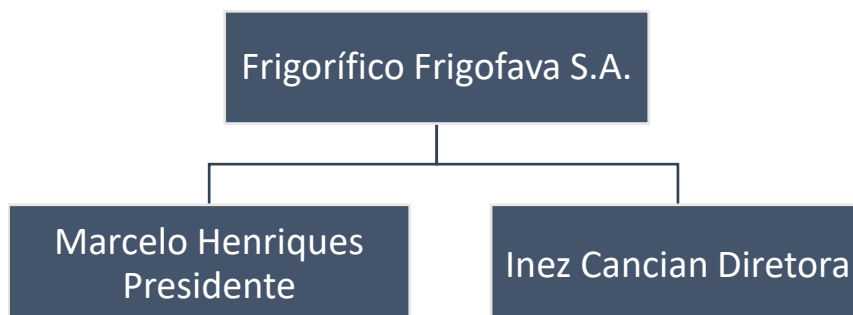 Frigorífico Frigofava S.A.
Marcelo Henriques
Presidente
Inez Cancian Diretora